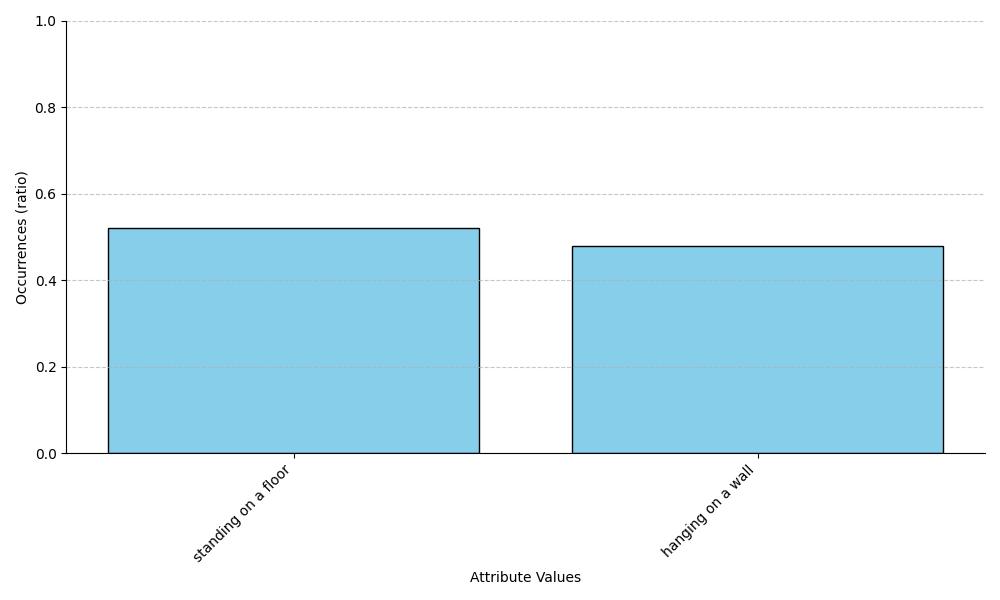 1.0
0.8
0.6
0.4
0.2
0.0
Occurrences (ratio)
standing on a floor
hanging on a wall
Attribute Values